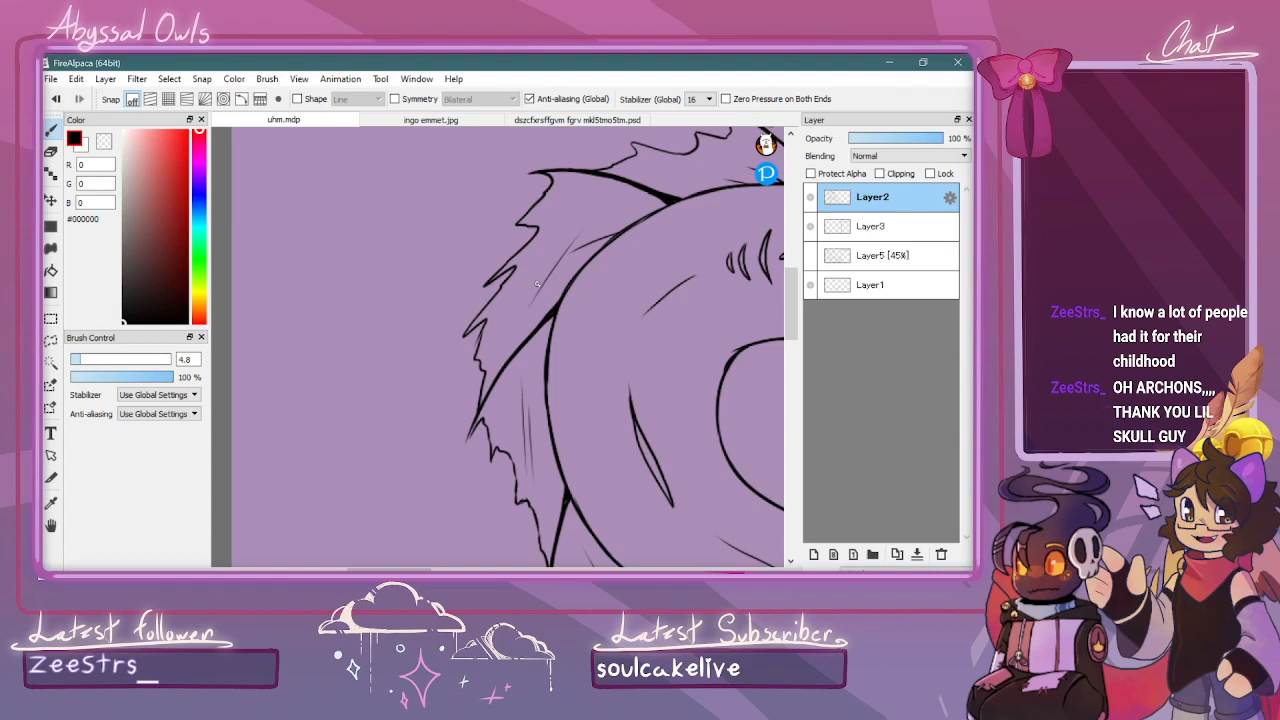 Abyssal Owls
Chat
FireAlpaca (64bit)
File Edit Layer Filter Select Snap Color Brush View Animation Tool Window Help
Snap off Shape Line Symmetry Bilateral Anti-aliasing (Global) Stabilizer (Global) 16 Zero Pressure on Both Ends
Color
uhm.mdp ingo emmet.jpg dszcfxrsffgvm fgrv mkl5tmo5tm.psd
Layer
Opacity 100 %
Blending Normal
Protect Alpha Clipping Lock
R 0
G 0
B 0
#000000
Layer2
Layer3
Layer5 [45%]
Layer1
Brush Control
4.8
100 %
Stabilizer Use Global Settings
Anti-aliasing Use Global Settings
ZeeStrs_ I know a lot of people
had it for their
childhood
ZeeStrs_ OH ARCHONS,,,,
THANK YOU LIL
SKULL GUY
Latest follower
ZeeStrs_
Latest Subscriber
soulcakelive